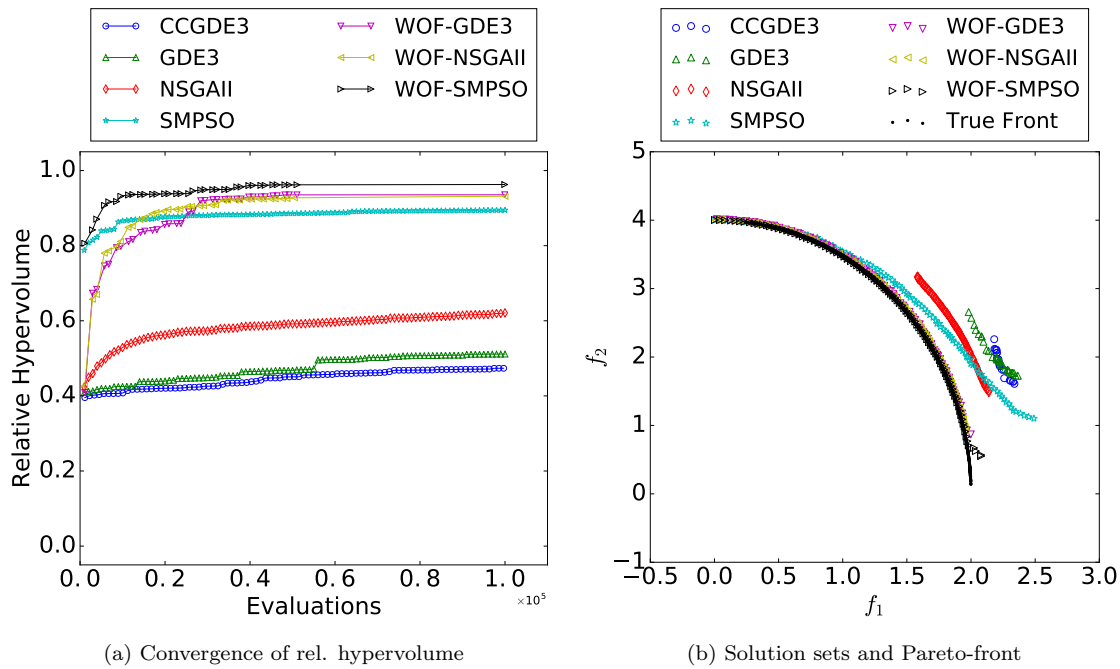 CCGDE3
GDE3
NSGAII
SMPSO
WOF-GDE3
WOF-NSGAII
WOF-SMPSO
1.0
0.8
0.6
0.4
0.2
0.0
Relative Hypervolume
0.0 0.2 0.4 0.6 0.8 1.0
×10⁵
Evaluations
(a) Convergence of rel. hypervolume
CCGDE3
GDE3
NSGAII
SMPSO
WOF-GDE3
WOF-NSGAII
WOF-SMPSO
True Front
5
4
3
2
1
0
−1
f₂
−0.5 0.0 0.5 1.0 1.5 2.0 2.5 3.0
f₁
(b) Solution sets and Pareto-front